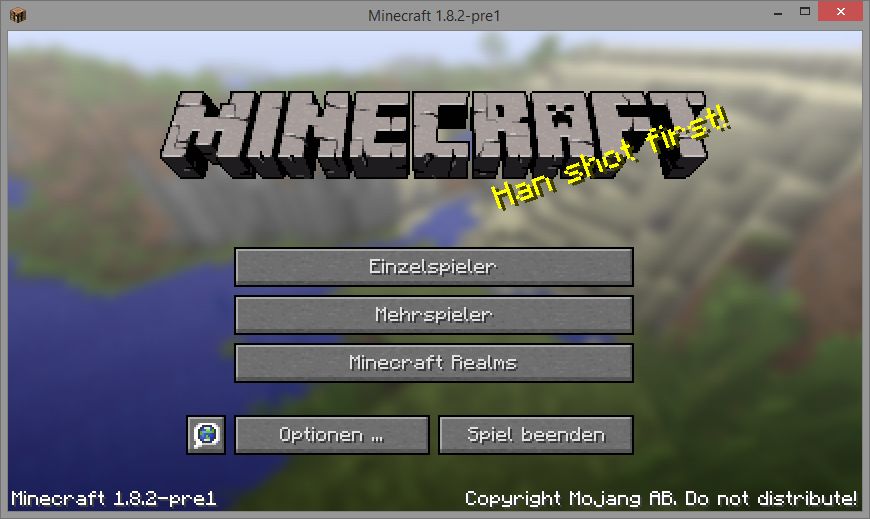 Minecraft 1.8.2-pre1
MINECRAFT
Han shot first!
Einzelspieler
Mehrspieler
Minecraft Realms
Optionen ...
Spiel beenden
Minecraft 1.8.2-pre1
Copyright Mojang AB. Do not distribute!